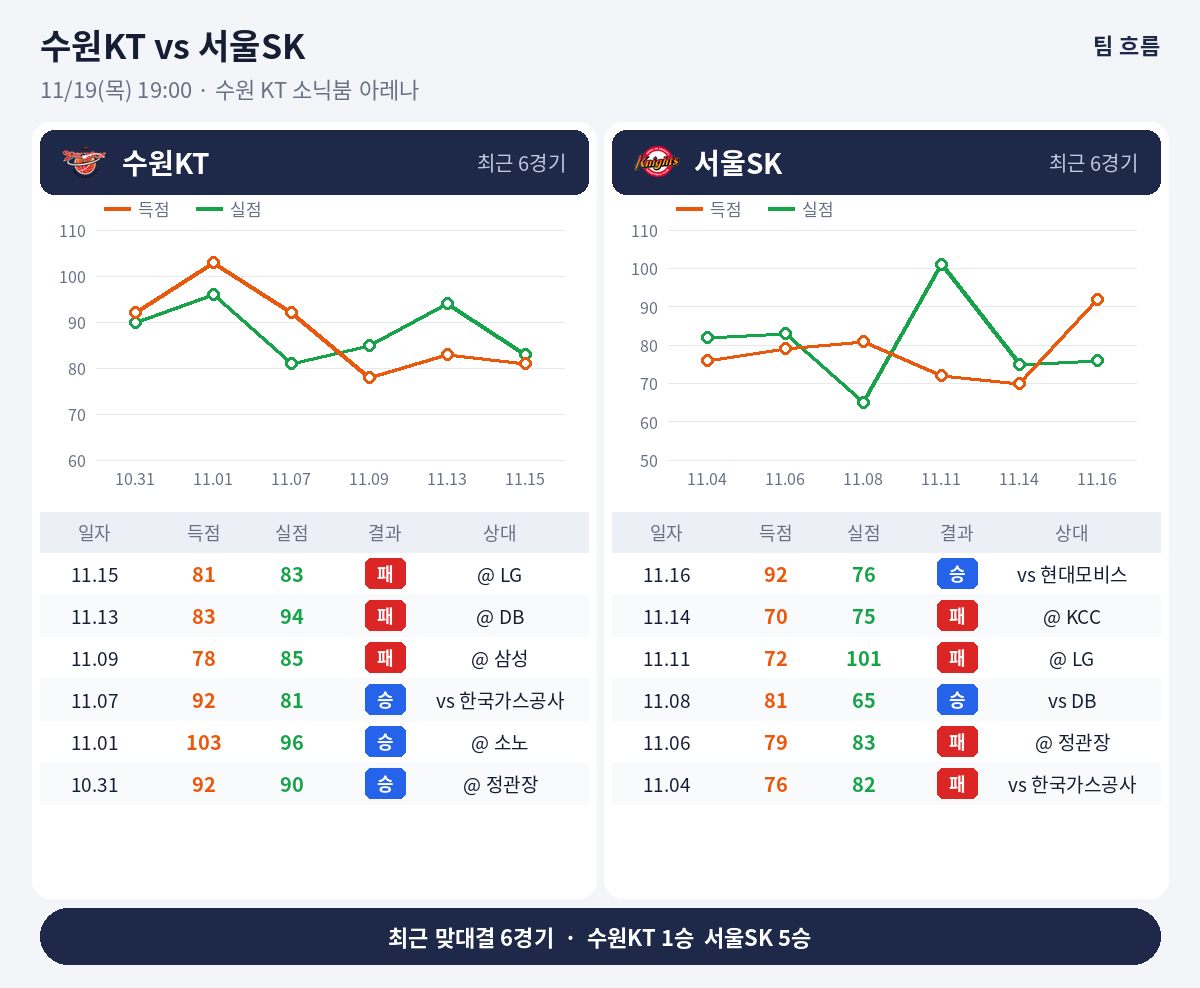 수원KT vs 서울SK
팀 흐름
11/19(목) 19:00 · 수원 KT 소닉붐 아레나
수원KT
최근 6경기
득점 실점
110
100
90
80
70
60
10.31 11.01 11.07 11.09 11.13 11.15
일자 득점 실점 결과 상대
11.15 81 83 패 @ LG
11.13 83 94 패 @ DB
11.09 78 85 패 @ 삼성
11.07 92 81 승 vs 한국가스공사
11.01 103 96 승 @ 소노
10.31 92 90 승 @ 정관장
Knights
서울SK
최근 6경기
득점 실점
110
100
90
80
70
60
50
11.04 11.06 11.08 11.11 11.14 11.16
일자 득점 실점 결과 상대
11.16 92 76 승 vs 현대모비스
11.14 70 75 패 @ KCC
11.11 72 101 패 @ LG
11.08 81 65 승 vs DB
11.06 79 83 패 @ 정관장
11.04 76 82 패 vs 한국가스공사
최근 맞대결 6경기 · 수원KT 1승 서울SK 5승